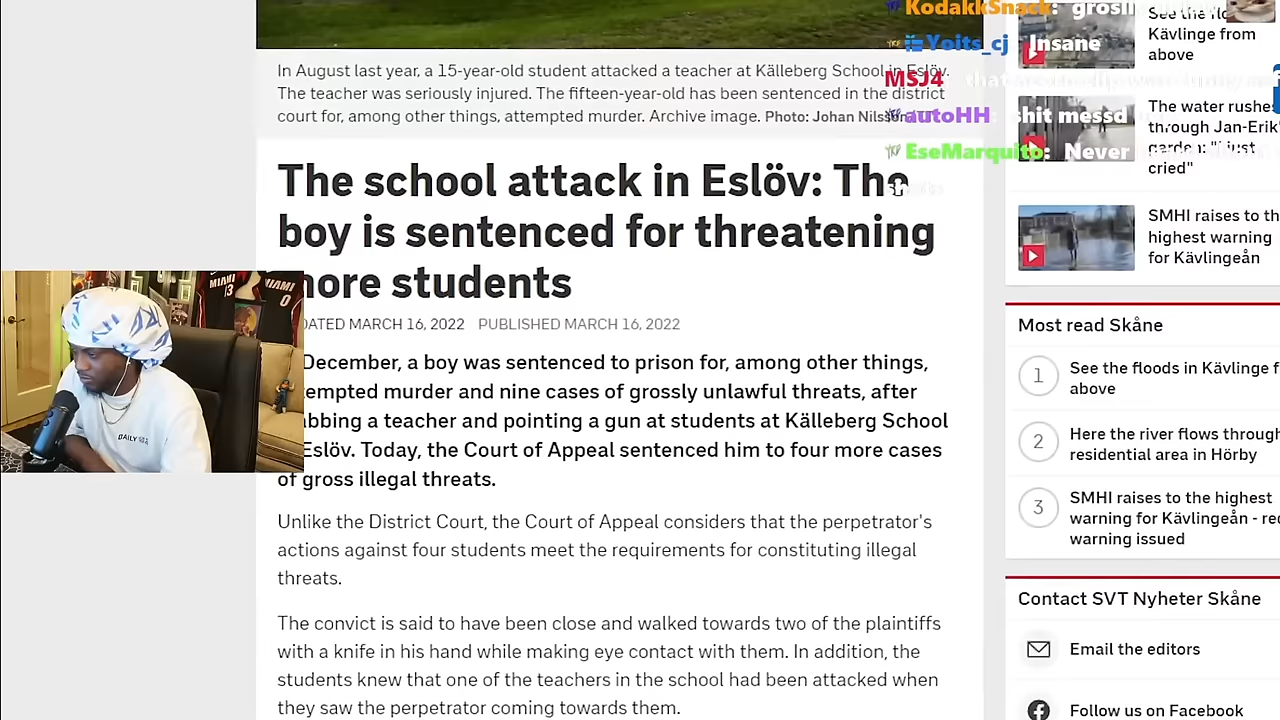 In August last year, a 15-year-old student attacked a teacher at Källeberg School in Eslöv.
The teacher was seriously injured. The fifteen-year-old has been sentenced in the district
court for, among other things, attempted murder. Archive image. Photo: Johan Nilsson
The school attack in Eslöv: The
boy is sentenced for threatening
more students
DATED MARCH 16, 2022 PUBLISHED MARCH 16, 2022
December, a boy was sentenced to prison for, among other things,
empted murder and nine cases of grossly unlawful threats, after
abbing a teacher and pointing a gun at students at Källeberg School
Eslöv. Today, the Court of Appeal sentenced him to four more cases
of gross illegal threats.
Unlike the District Court, the Court of Appeal considers that the perpetrator's
actions against four students meet the requirements for constituting illegal
threats.
The convict is said to have been close and walked towards two of the plaintiffs
with a knife in his hand while making eye contact with them. In addition, the
students knew that one of the teachers in the school had been attacked when
they saw the perpetrator coming towards them.
KodakkSnack:
Yoits_cj Insane
MSJ4
autoHH: shit messd
EseMarquito: Never
See the
Kävlinge from
above
The water rushes
through Jan-Erik's
garden: "I just
cried"
SMHI raises to th
highest warning
for Kävlingeån
Most read Skåne
1 See the floods in Kävlinge f
above
2 Here the river flows through
residential area in Hörby
3 SMHI raises to the highest
warning for Kävlingeån - re
warning issued
Contact SVT Nyheter Skåne
Email the editors
Follow us on Facebook
MIAMI
3
MIAMI
0
DAILY